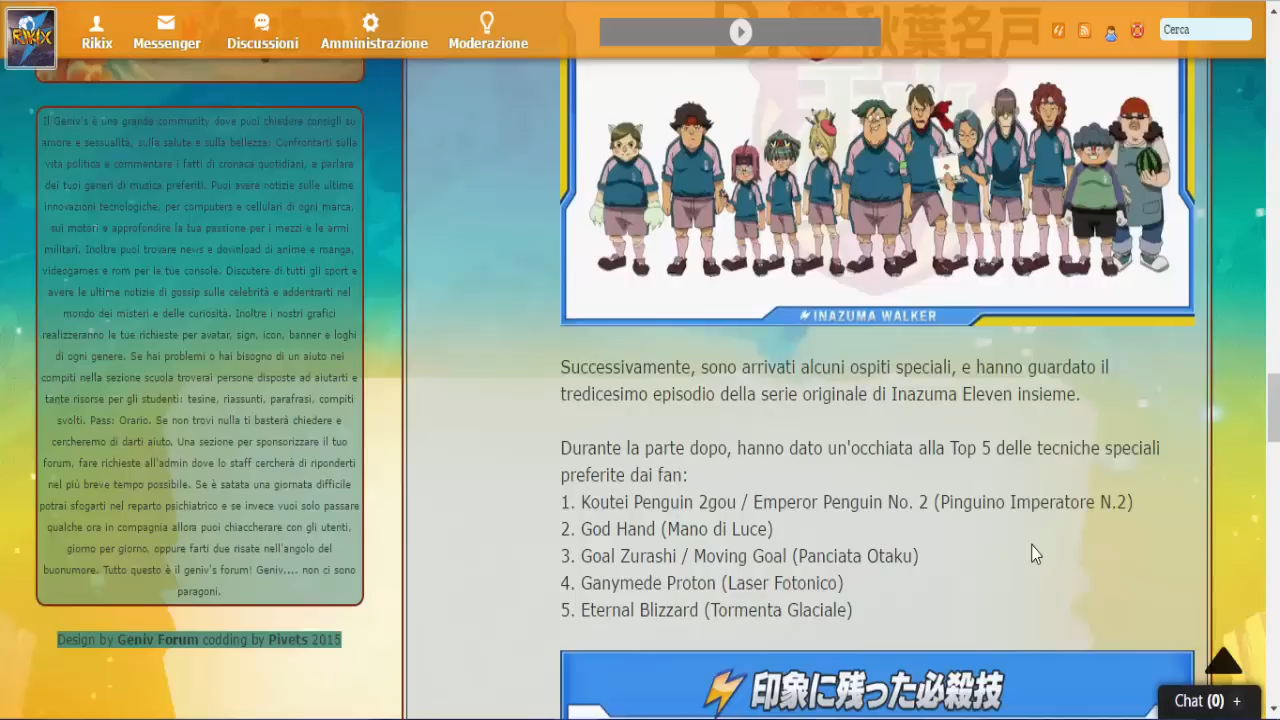 RIKIX
Rikix
Messenger
Discussioni
Amministrazione
Moderazione
Cerca
秋葉名戸
Il Geniv's è una grande community dove puoi chiedere consigli su
amore e sessualità, sulla salute e sulla bellezza; Confrontarti sulla
vita politica e commentare i fatti di cronaca quotidiani, a parlare
dei tuoi generi di musica preferiti. Puoi avere notizie sulle ultime
innovazioni tecnologiche, per computers e cellulari di ogni marca,
sui motori e approfondire la tua passione per i mezzi e le armi
militari. Inoltre puoi trovare news e download di anime e manga,
videogames e rom per le tue console. Discutere di tutti gli sport e
avere le ultime notizie di gossip sulle celebrità e addentrarti nel
mondo dei misteri e delle curiosità. Inoltre i nostri grafici
realizzeranno le tue richieste per avatar, sign, icon, banner e loghi
di ogni genere. Se hai problemi o hai bisogno di un aiuto nei
compiti nella sezione scuola troverai persone disposte ad aiutarti e
tante risorse per gli studenti: tesine, riassunti, parafrasi, compiti
svolti. Pass: Orario. Se non trovi nulla ti basterà chiedere e
cercheremo di darti aiuto. Una sezione per sponsorizzare il tuo
forum, fare richieste all'admin dove lo staff cercherà di riponderti
nel più breve tempo possibile. Se è satata una giornata difficile
potrai sfogarti nel reparto psichiatrico e se invece vuoi solo passare
qualche ora in compagnia allora puoi chiaccherare con gli utenti,
giorno per giorno, oppure farti due risate nell'angolo del
buonumore. Tutto questo è il geniv's forum! Geniv.... non ci sono
paragoni.
Design by Geniv Forum codding by Pivets 2015
INAZUMA WALKER
Successivamente, sono arrivati alcuni ospiti speciali, e hanno guardato il
tredicesimo episodio della serie originale di Inazuma Eleven insieme.
Durante la parte dopo, hanno dato un'occhiata alla Top 5 delle tecniche speciali
preferite dai fan:
1. Koutei Penguin 2gou / Emperor Penguin No. 2 (Pinguino Imperatore N.2)
2. God Hand (Mano di Luce)
3. Goal Zurashi / Moving Goal (Panciata Otaku)
4. Ganymede Proton (Laser Fotonico)
5. Eternal Blizzard (Tormenta Glaciale)
印象に残った必殺技
Chat (0) +